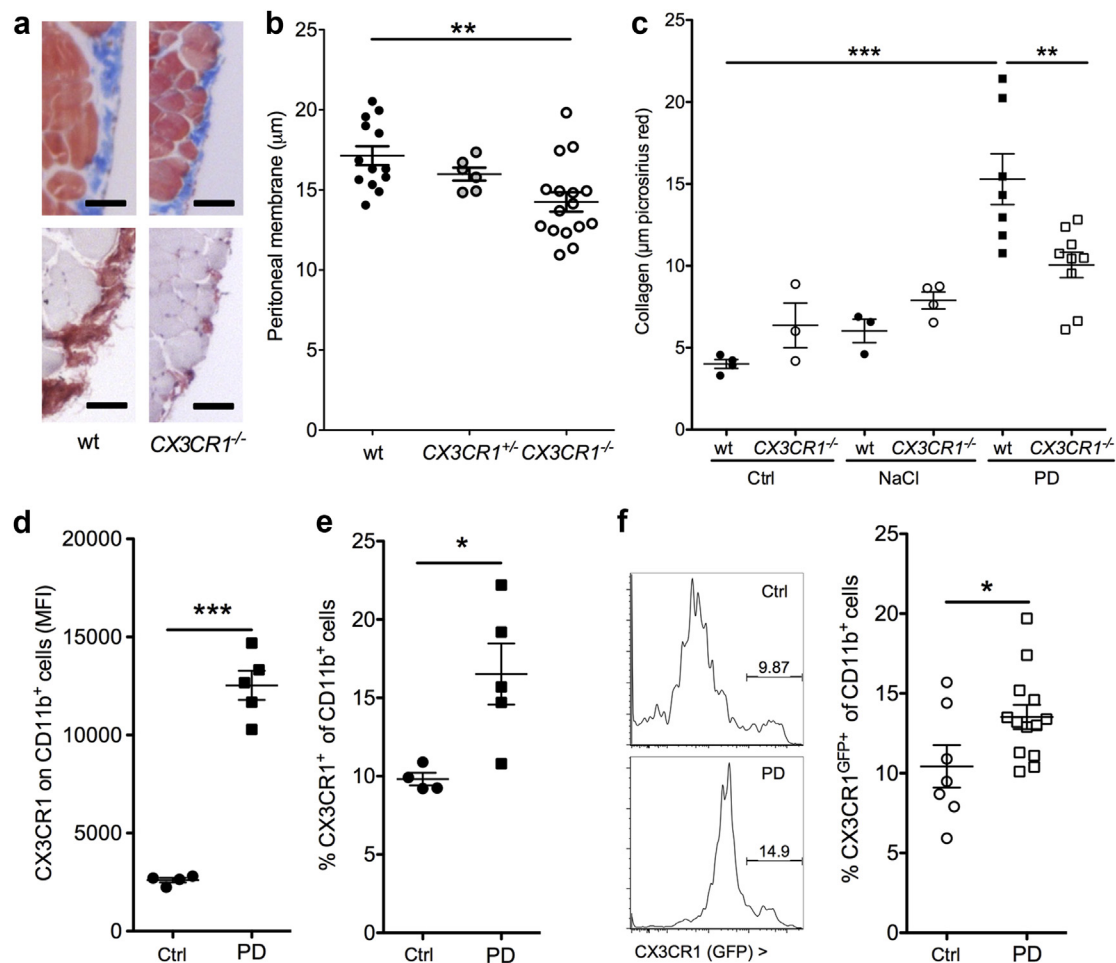 a
wt
CX3CR1-/-
b
**
Peritoneal membrane (μm)
25
20
15
10
5
0
wt
CX3CR1+/-
CX3CR1-/-
c
***
**
Collagen (μm picrosirius red)
25
20
15
10
5
0
wt
CX3CR1-/-
wt
CX3CR1-/-
wt
CX3CR1-/-
Ctrl
NaCl
PD
d
***
CX3CR1 on CD11b+ cells (MFI)
20000
15000
10000
5000
0
Ctrl
PD
e
*
% CX3CR1+ of CD11b+ cells
25
20
15
10
5
0
Ctrl
PD
f
Ctrl
9.87
PD
14.9
CX3CR1 (GFP) >
*
% CX3CR1GFP+ of CD11b+ cells
25
20
15
10
5
0
Ctrl
PD